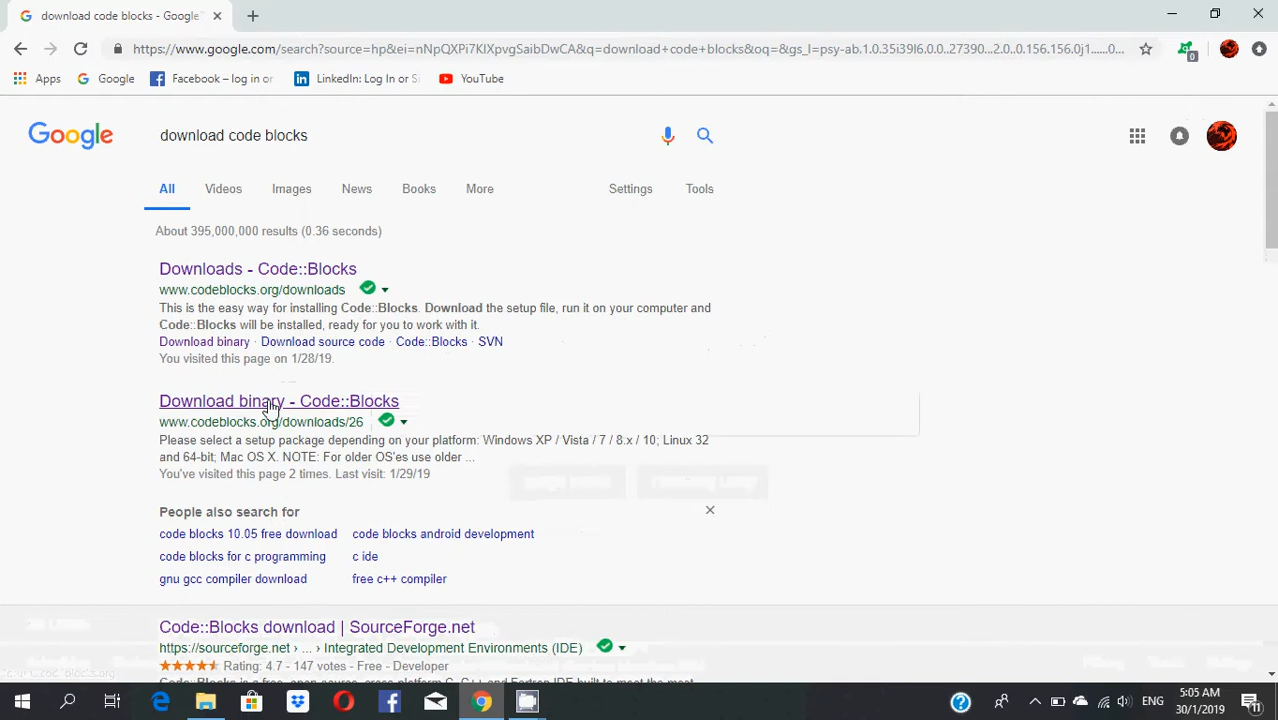 download code blocks - Google
https://www.google.com/search?source=hp&ei=nNpQXPi7KIXpvgSaibDwCA&q=download+code+blocks&oq=&gs_l=psy-ab.1.0.35i39l6.0.0..27390...2.0..0.156.156.0j1......0...
Apps Google Facebook – log in or LinkedIn: Log In or Si YouTube
Google download code blocks
All Videos Images News Books More Settings Tools
About 395,000,000 results (0.36 seconds)
Downloads - Code::Blocks
www.codeblocks.org/downloads
This is the easy way for installing Code::Blocks. Download the setup file, run it on your computer and
Code::Blocks will be installed, ready for you to work with it.
Download binary · Download source code · Code::Blocks · SVN
You visited this page on 1/28/19.
Download binary - Code::Blocks
www.codeblocks.org/downloads/26
Please select a setup package depending on your platform: Windows XP / Vista / 7 / 8.x / 10; Linux 32
and 64-bit; Mac OS X. NOTE: For older OS'es use older ...
You've visited this page 2 times. Last visit: 1/29/19
People also search for
code blocks 10.05 free download code blocks android development
code blocks for c programming c ide
gnu gcc compiler download free c++ compiler
Code::Blocks download | SourceForge.net
https://sourceforge.net › ... › Integrated Development Environments (IDE)
Rating: 4.7 - 147 votes - Free - Developer
ENG 5:05 AM
30/1/2019 11